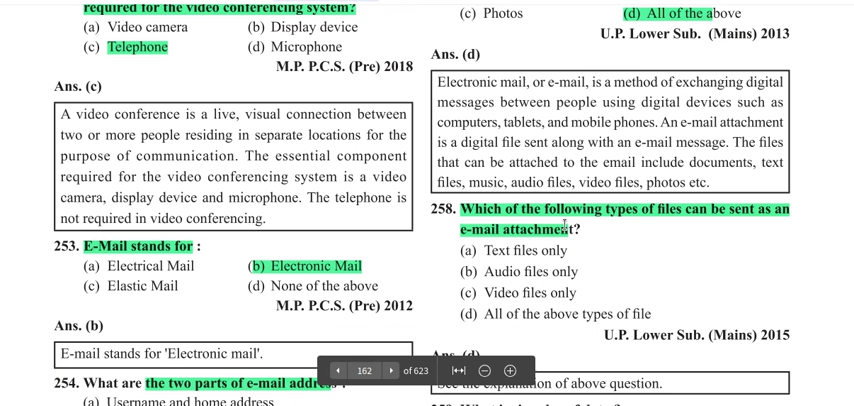 required for the video conferencing system?
(a) Video camera (b) Display device
(c) Telephone (d) Microphone
M.P. P.C.S. (Pre) 2018
Ans. (c)
A video conference is a live, visual connection between
two or more people residing in separate locations for the
purpose of communication. The essential component
required for the video conferencing system is a video
camera, display device and microphone. The telephone is
not required in video conferencing.
253. E-Mail stands for :
(a) Electrical Mail (b) Electronic Mail
(c) Elastic Mail (d) None of the above
M.P. P.C.S. (Pre) 2012
Ans. (b)
E-mail stands for 'Electronic mail'.
254. What are the two parts of e-mail address?
(a) Username and home address
(c) Photos (d) All of the above
U.P. Lower Sub. (Mains) 2013
Ans. (d)
Electronic mail, or e-mail, is a method of exchanging digital
messages between people using digital devices such as
computers, tablets, and mobile phones. An e-mail attachment
is a digital file sent along with an e-mail message. The files
that can be attached to the email include documents, text
files, music, audio files, video files, photos etc.
258. Which of the following types of files can be sent as an
e-mail attachment?
(a) Text files only
(b) Audio files only
(c) Video files only
(d) All of the above types of file
U.P. Lower Sub. (Mains) 2015
Ans. (d)
See the explanation of above question.
162 of 623